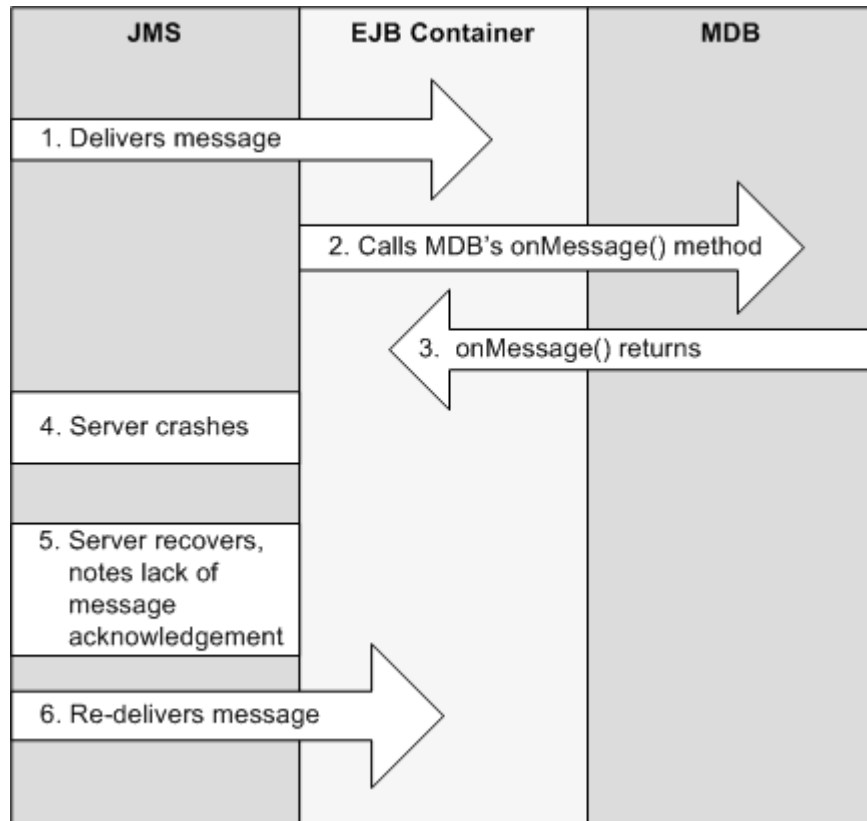 JMS
EJB Container
MDB
1. Delivers message
2. Calls MDB's onMessage() method
3. onMessage() returns
4. Server crashes
5. Server recovers,
notes lack of
message
acknowledgement
6. Re-delivers message